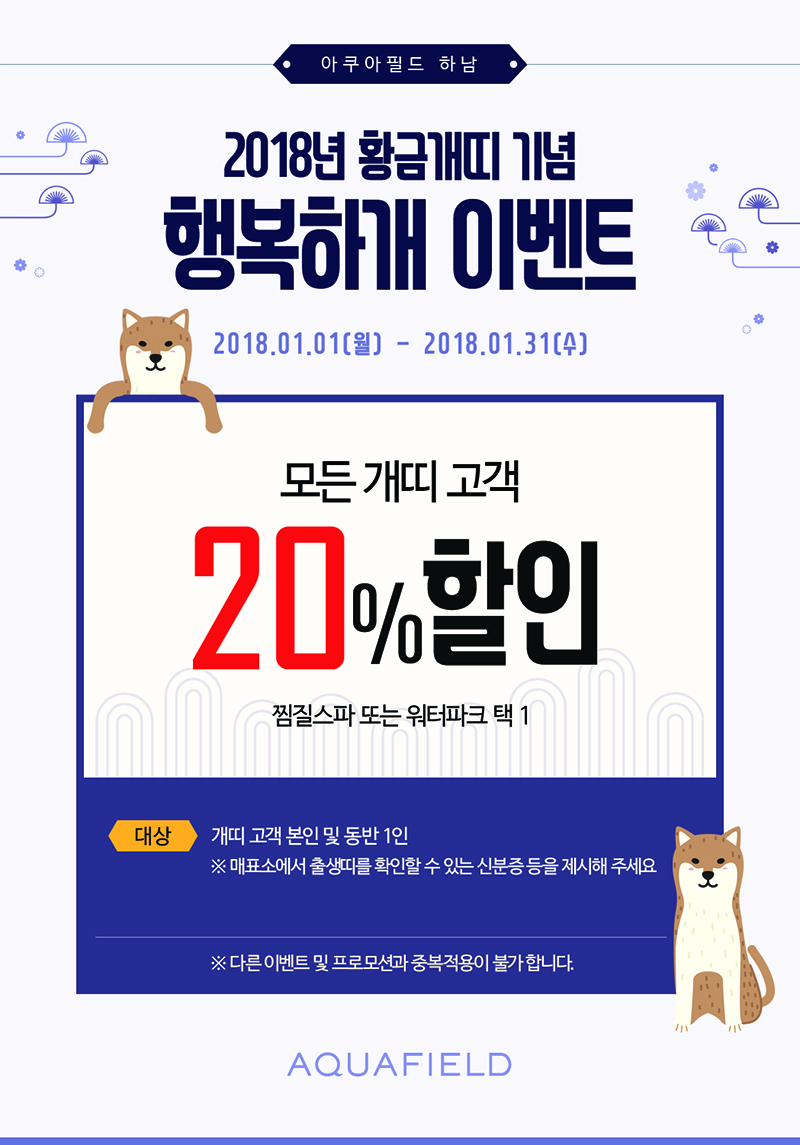 아쿠아필드 하남
2018년 황금개띠 기념
행복하개 이벤트
2018.01.01(월) - 2018.01.31(수)
모든 개띠 고객
20%할인
찜질스파 또는 워터파크 택 1
대상 개띠 고객 본인 및 동반 1인
※ 매표소에서 출생띠를 확인할 수 있는 신분증 등을 제시해 주세요
※ 다른 이벤트 및 프로모션과 중복적용이 불가 합니다.
AQUAFIELD